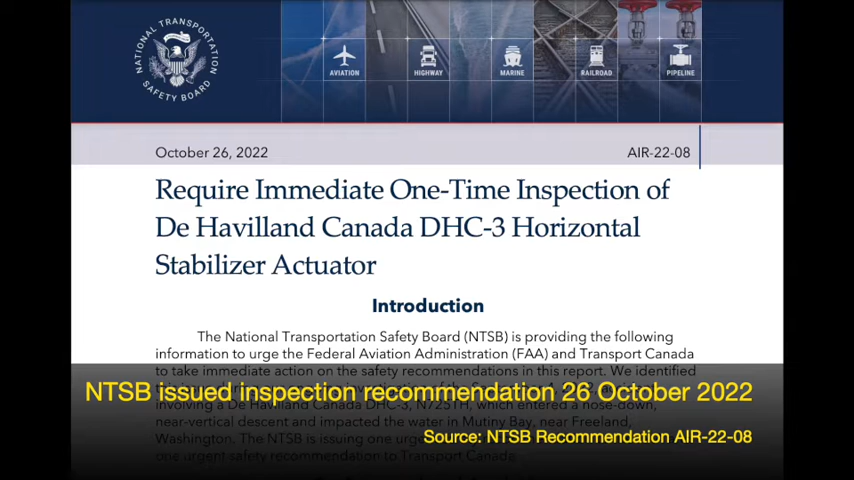 NATIONAL TRANSPORTATION
SAFETY BOARD
AVIATION
HIGHWAY
MARINE
RAILROAD
PIPELINE
October 26, 2022
AIR-22-08
Require Immediate One-Time Inspection of
De Havilland Canada DHC-3 Horizontal
Stabilizer Actuator
Introduction
The National Transportation Safety Board (NTSB) is providing the following
information to urge the Federal Aviation Administration (FAA) and Transport Canada
to take immediate action on the safety recommendations in this report. We identified
NTSB issued inspection recommendation 26 October 2022
involving a De Havilland Canada DHC-3, N725TH, which entered a nose-down,
near-vertical descent and impacted the water in Mutiny Bay, near Freeland,
Washington. The NTSB is issuing one
Source: NTSB Recommendation AIR-22-08
one urgent safety recommendation to Transport Canada.